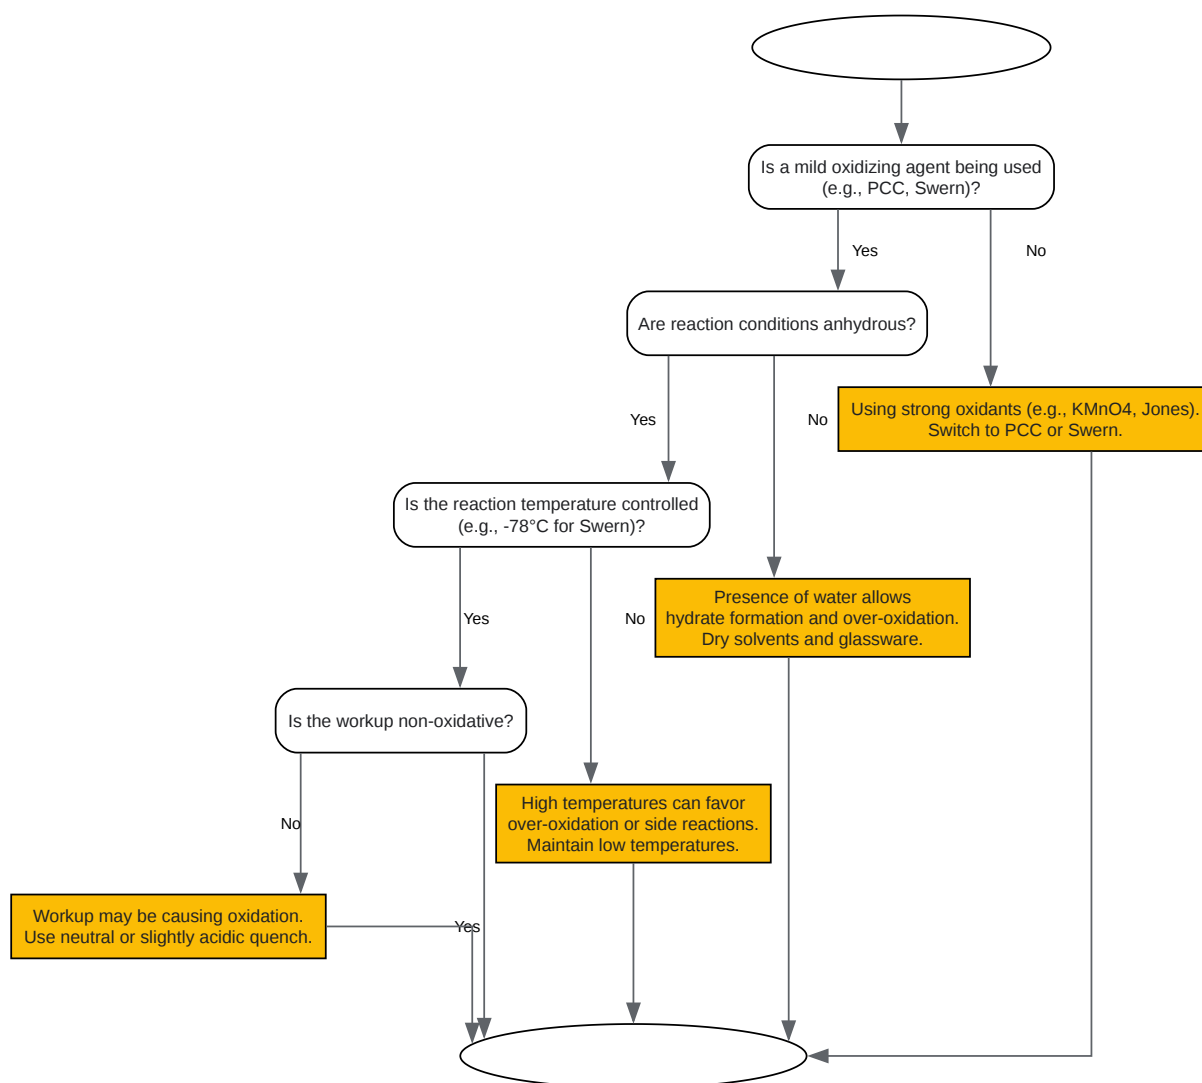 Is a mild oxidizing agent being used
(e.g., PCC, Swern)?
Yes
No
Are reaction conditions anhydrous?
Using strong oxidants (e.g., KMnO4, Jones).
Switch to PCC or Swern.
Yes
No
Is the reaction temperature controlled
(e.g., -78°C for Swern)?
Presence of water allows
hydrate formation and over-oxidation.
Dry solvents and glassware.
Yes
No
Is the workup non-oxidative?
High temperatures can favor
over-oxidation or side reactions.
Maintain low temperatures.
No
Workup may be causing oxidation.
Use neutral or slightly acidic quench.
Yes